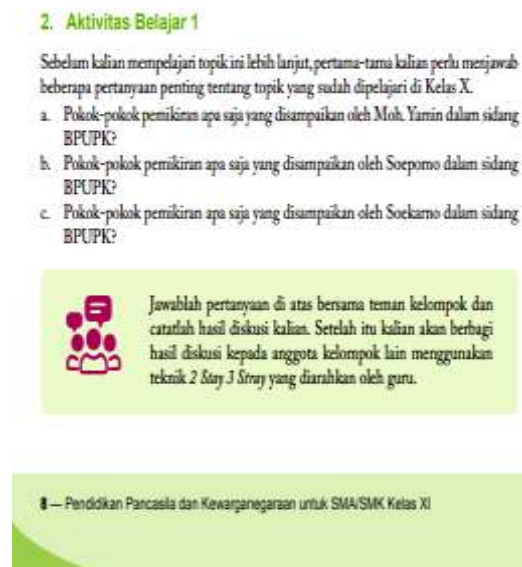 2. Aktivitas Belajar 1
Sebelum kalian mempelajari topik ini lebih lanjut, pertama-tama kalian perlu menjawab
beberapa pertanyaan penting tentang topik yang sudah dipelajari di Kelas X.
a. Pokok-pokok pemikiran apa saja yang disampaikan oleh Moh. Yamin dalam sidang
BPUPK?
b. Pokok-pokok pemikiran apa saja yang disampaikan oleh Soepomo dalam sidang
BPUPK?
c. Pokok-pokok pemikiran apa saja yang disampaikan oleh Soekarno dalam sidang
BPUPK?
Jawablah pertanyaan di atas bersama teman kelompok dan
catatlah hasil diskusi kalian. Setelah itu kalian akan berbagi
hasil diskusi kepada anggota kelompok lain menggunakan
teknik 2 Stay 3 Stray yang diarahkan oleh guru.
8 — Pendidikan Pancasila dan Kewarganegaraan untuk SMA/SMK Kelas XI